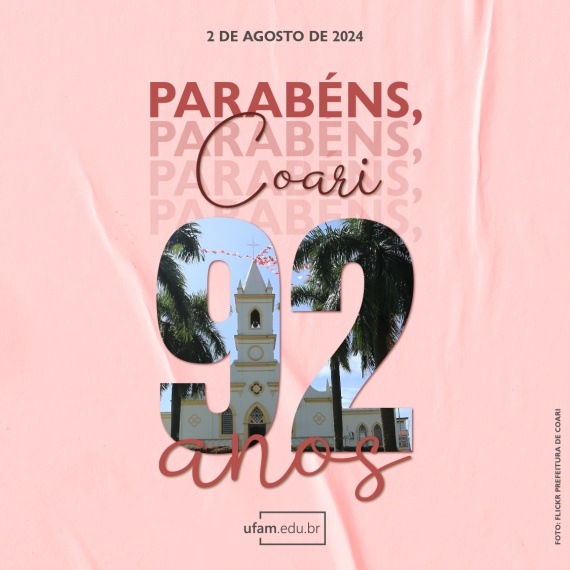 2 DE AGOSTO DE 2024
PARABÉNS,
PARABÉNS,
PARABÉNS,
PARABÉNS,
Coari
92
anos
ufam.edu.br
FOTO: FLICKR PREFEITURA DE COARI